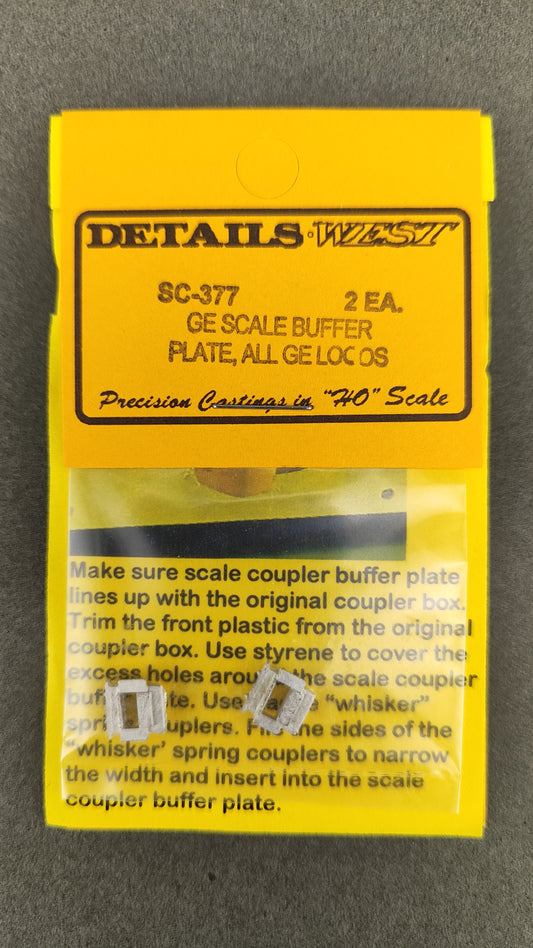 DETAILS·WEST
SC-377 2 EA.
GE SCALE BUFFER
PLATE, ALL GE LOCOS
Precision Castings in "HO" Scale
Make sure scale coupler buffer plate
lines up with the original coupler box.
Trim the front plastic from the original
coupler box. Use styrene to cover the
excess holes around the scale coupler
plate. Use "whisker"
couplers. the sides of the
"whisker' spring couplers to narrow
the width and insert into the scale
coupler buffer plate.